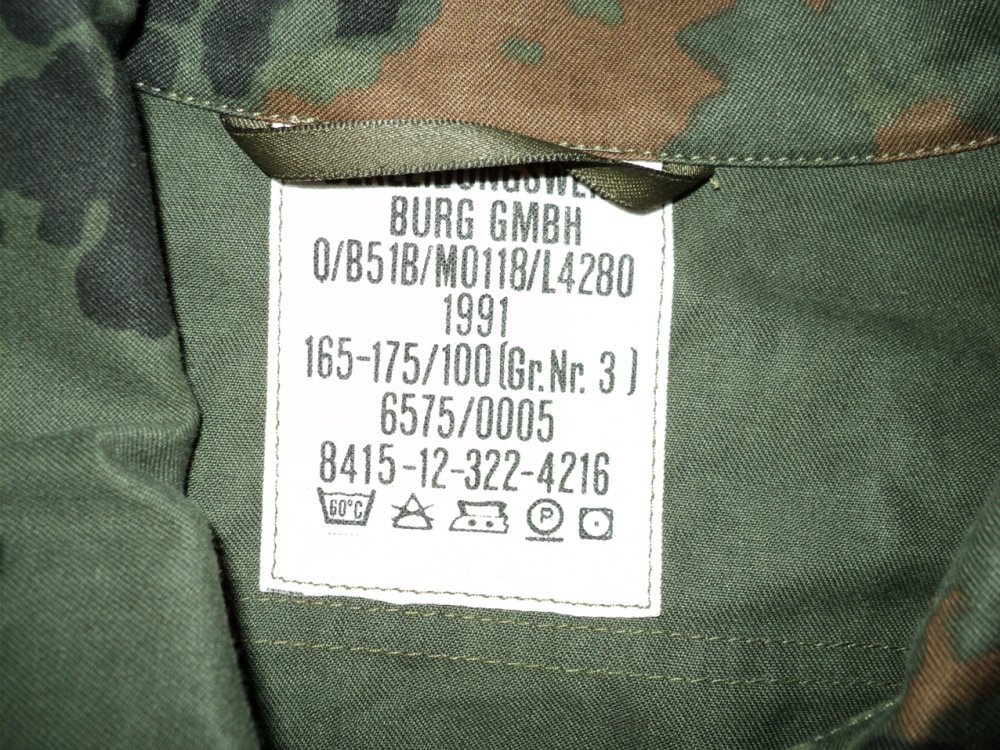 BURG GMBH
Q/B51B/M0118/L4280
1991
165-175/100 (Gr.Nr. 3 )
6575/0005
8415-12-322-4216
60°C P